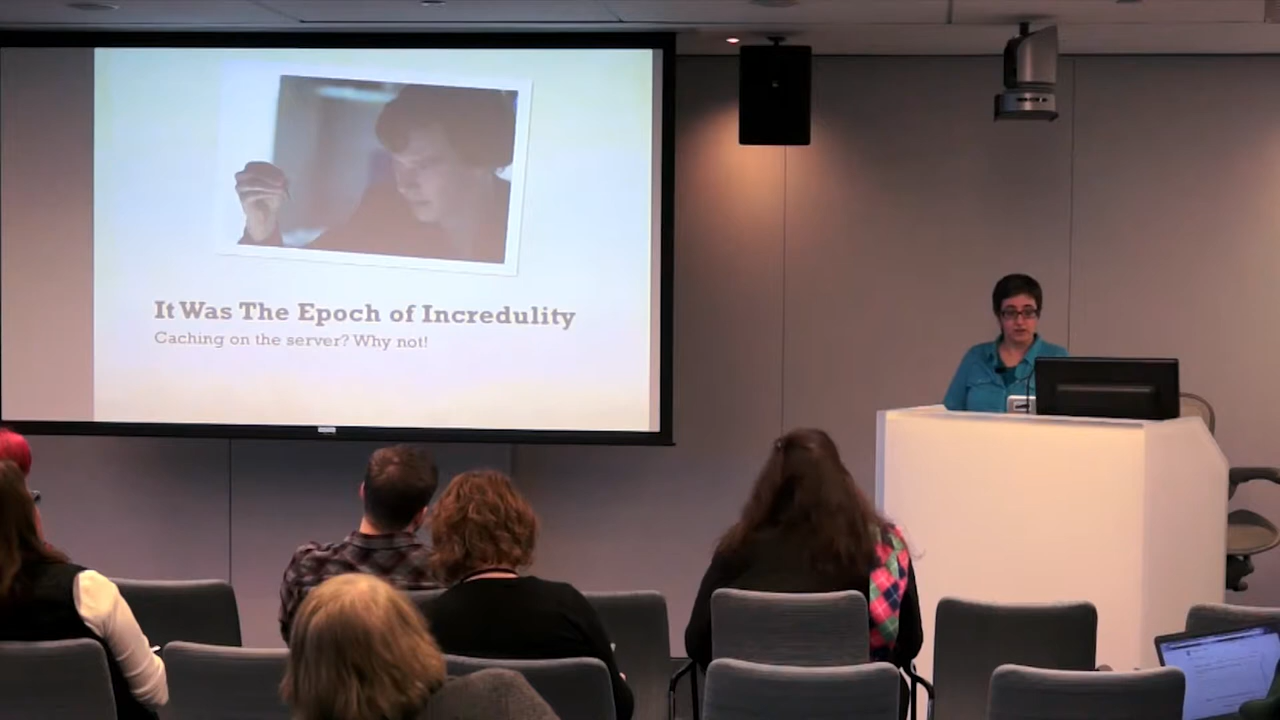 It Was The Epoch of Incredulity
Caching on the server? Why not!